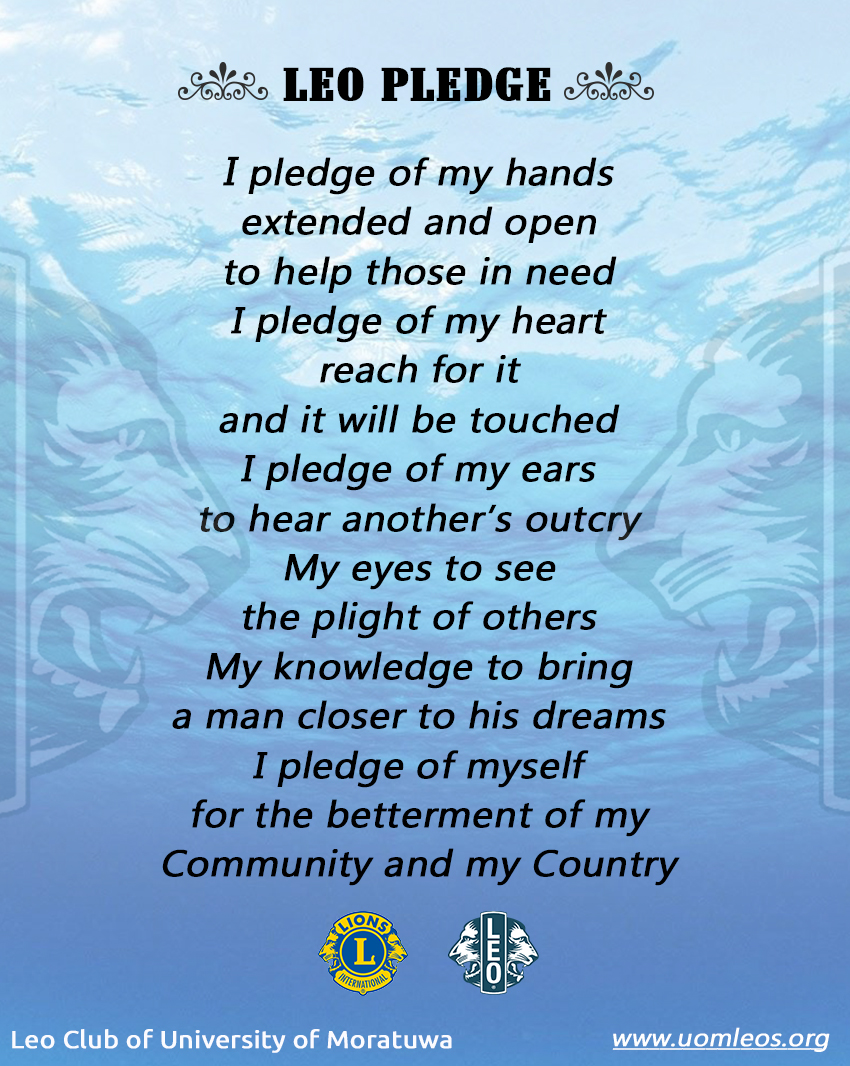 LEO PLEDGE
I pledge of my hands
extended and open
to help those in need
I pledge of my heart
reach for it
and it will be touched
I pledge of my ears
to hear another’s outcry
My eyes to see
the plight of others
My knowledge to bring
a man closer to his dreams
I pledge of myself
for the betterment of my
Community and my Country
LIONS
L
INTERNATIONAL
LEO
Leo Club of University of Moratuwa
www.uomleos.org